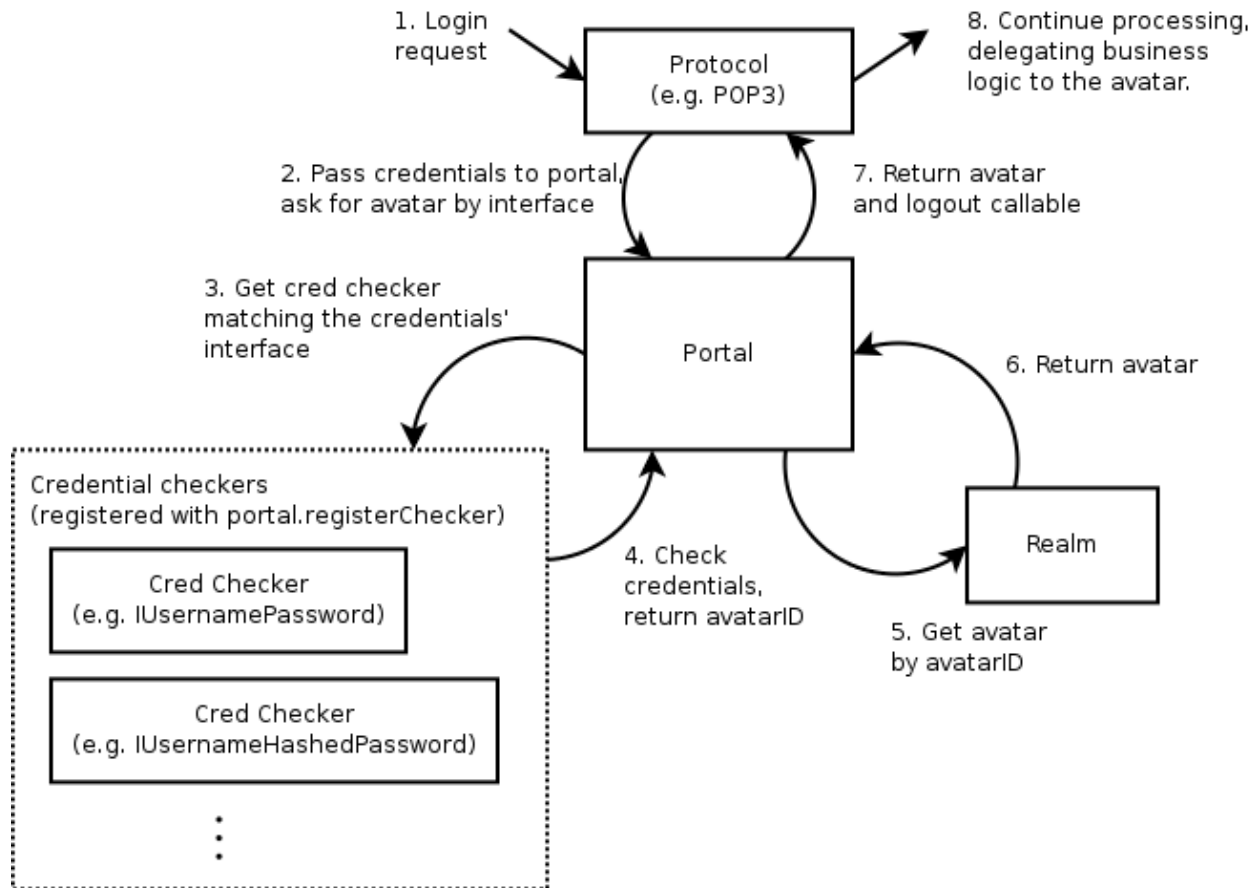 1. Login
request
Protocol
(e.g. POP3)
8. Continue processing,
delegating business
logic to the avatar.
2. Pass credentials to portal,
ask for avatar by interface
7. Return avatar
and logout callable
3. Get cred checker
matching the credentials'
interface
Portal
6. Return avatar
Credential checkers
(registered with portal.registerChecker)
Cred Checker
(e.g. IUsernamePassword)
Cred Checker
(e.g. IUsernameHashedPassword)
4. Check
credentials,
return avatarID
Realm
5. Get avatar
by avatarID